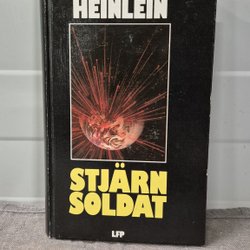 HEINLEIN
STJÄRN
SOLDAT
LFP